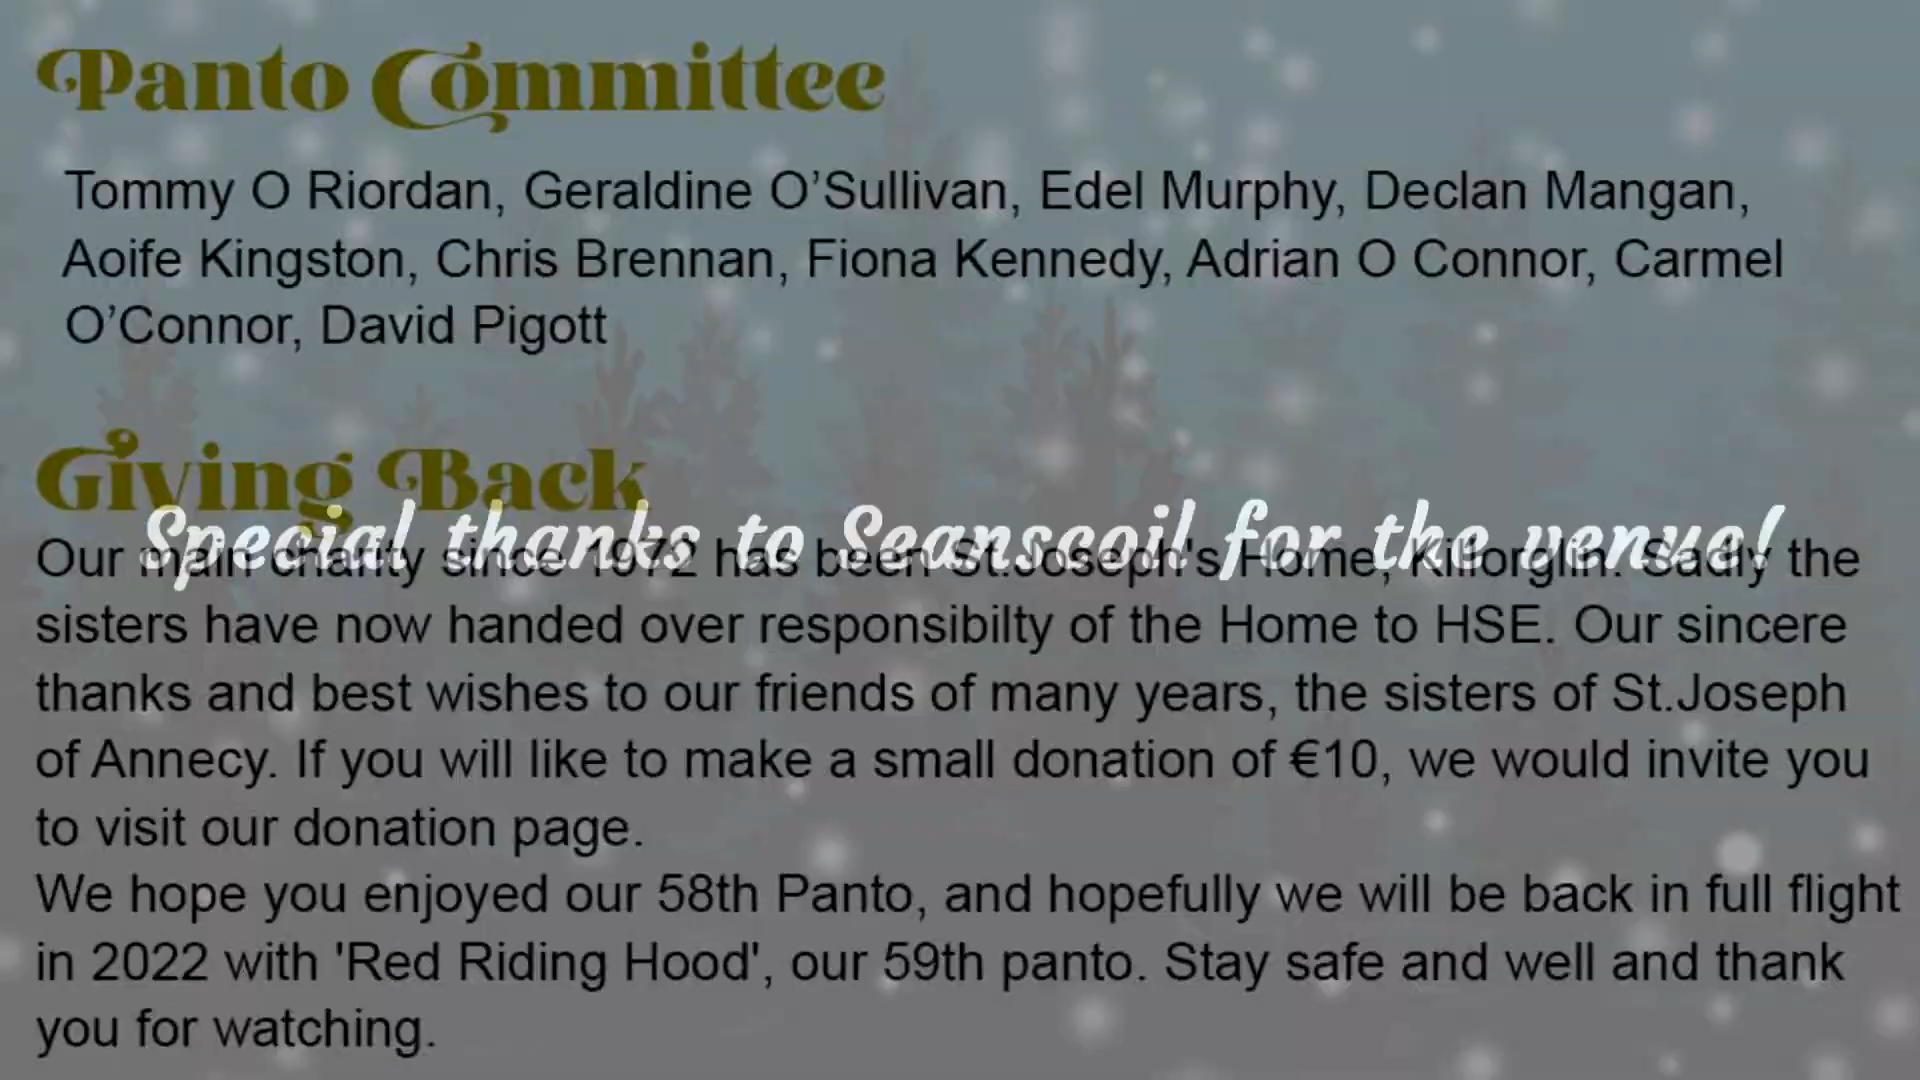 Panto Committee
Tommy O Riordan, Geraldine O’Sullivan, Edel Murphy, Declan Mangan,
Aoife Kingston, Chris Brennan, Fiona Kennedy, Adrian O Connor, Carmel
O’Connor, David Pigott
Giving Back
Special thanks to Seanscoil for the venue!
Our main charity since 1972 has been St.Joseph's Home, Killorglin. Sadly the
sisters have now handed over responsibilty of the Home to HSE. Our sincere
thanks and best wishes to our friends of many years, the sisters of St.Joseph
of Annecy. If you will like to make a small donation of €10, we would invite you
to visit our donation page.
We hope you enjoyed our 58th Panto, and hopefully we will be back in full flight
in 2022 with 'Red Riding Hood', our 59th panto. Stay safe and well and thank
you for watching.